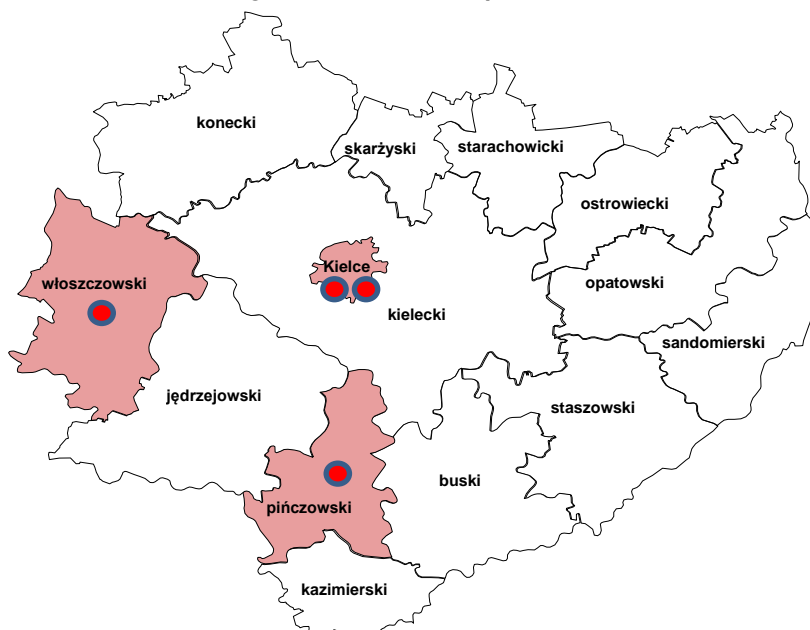 konecki
skarżyski
starachowicki
ostrowiecki
Kielce
włoszczowski
opatowski
kielecki
sandomierski
jędrzejowski
staszowski
buski
pińczowski
kazimierski